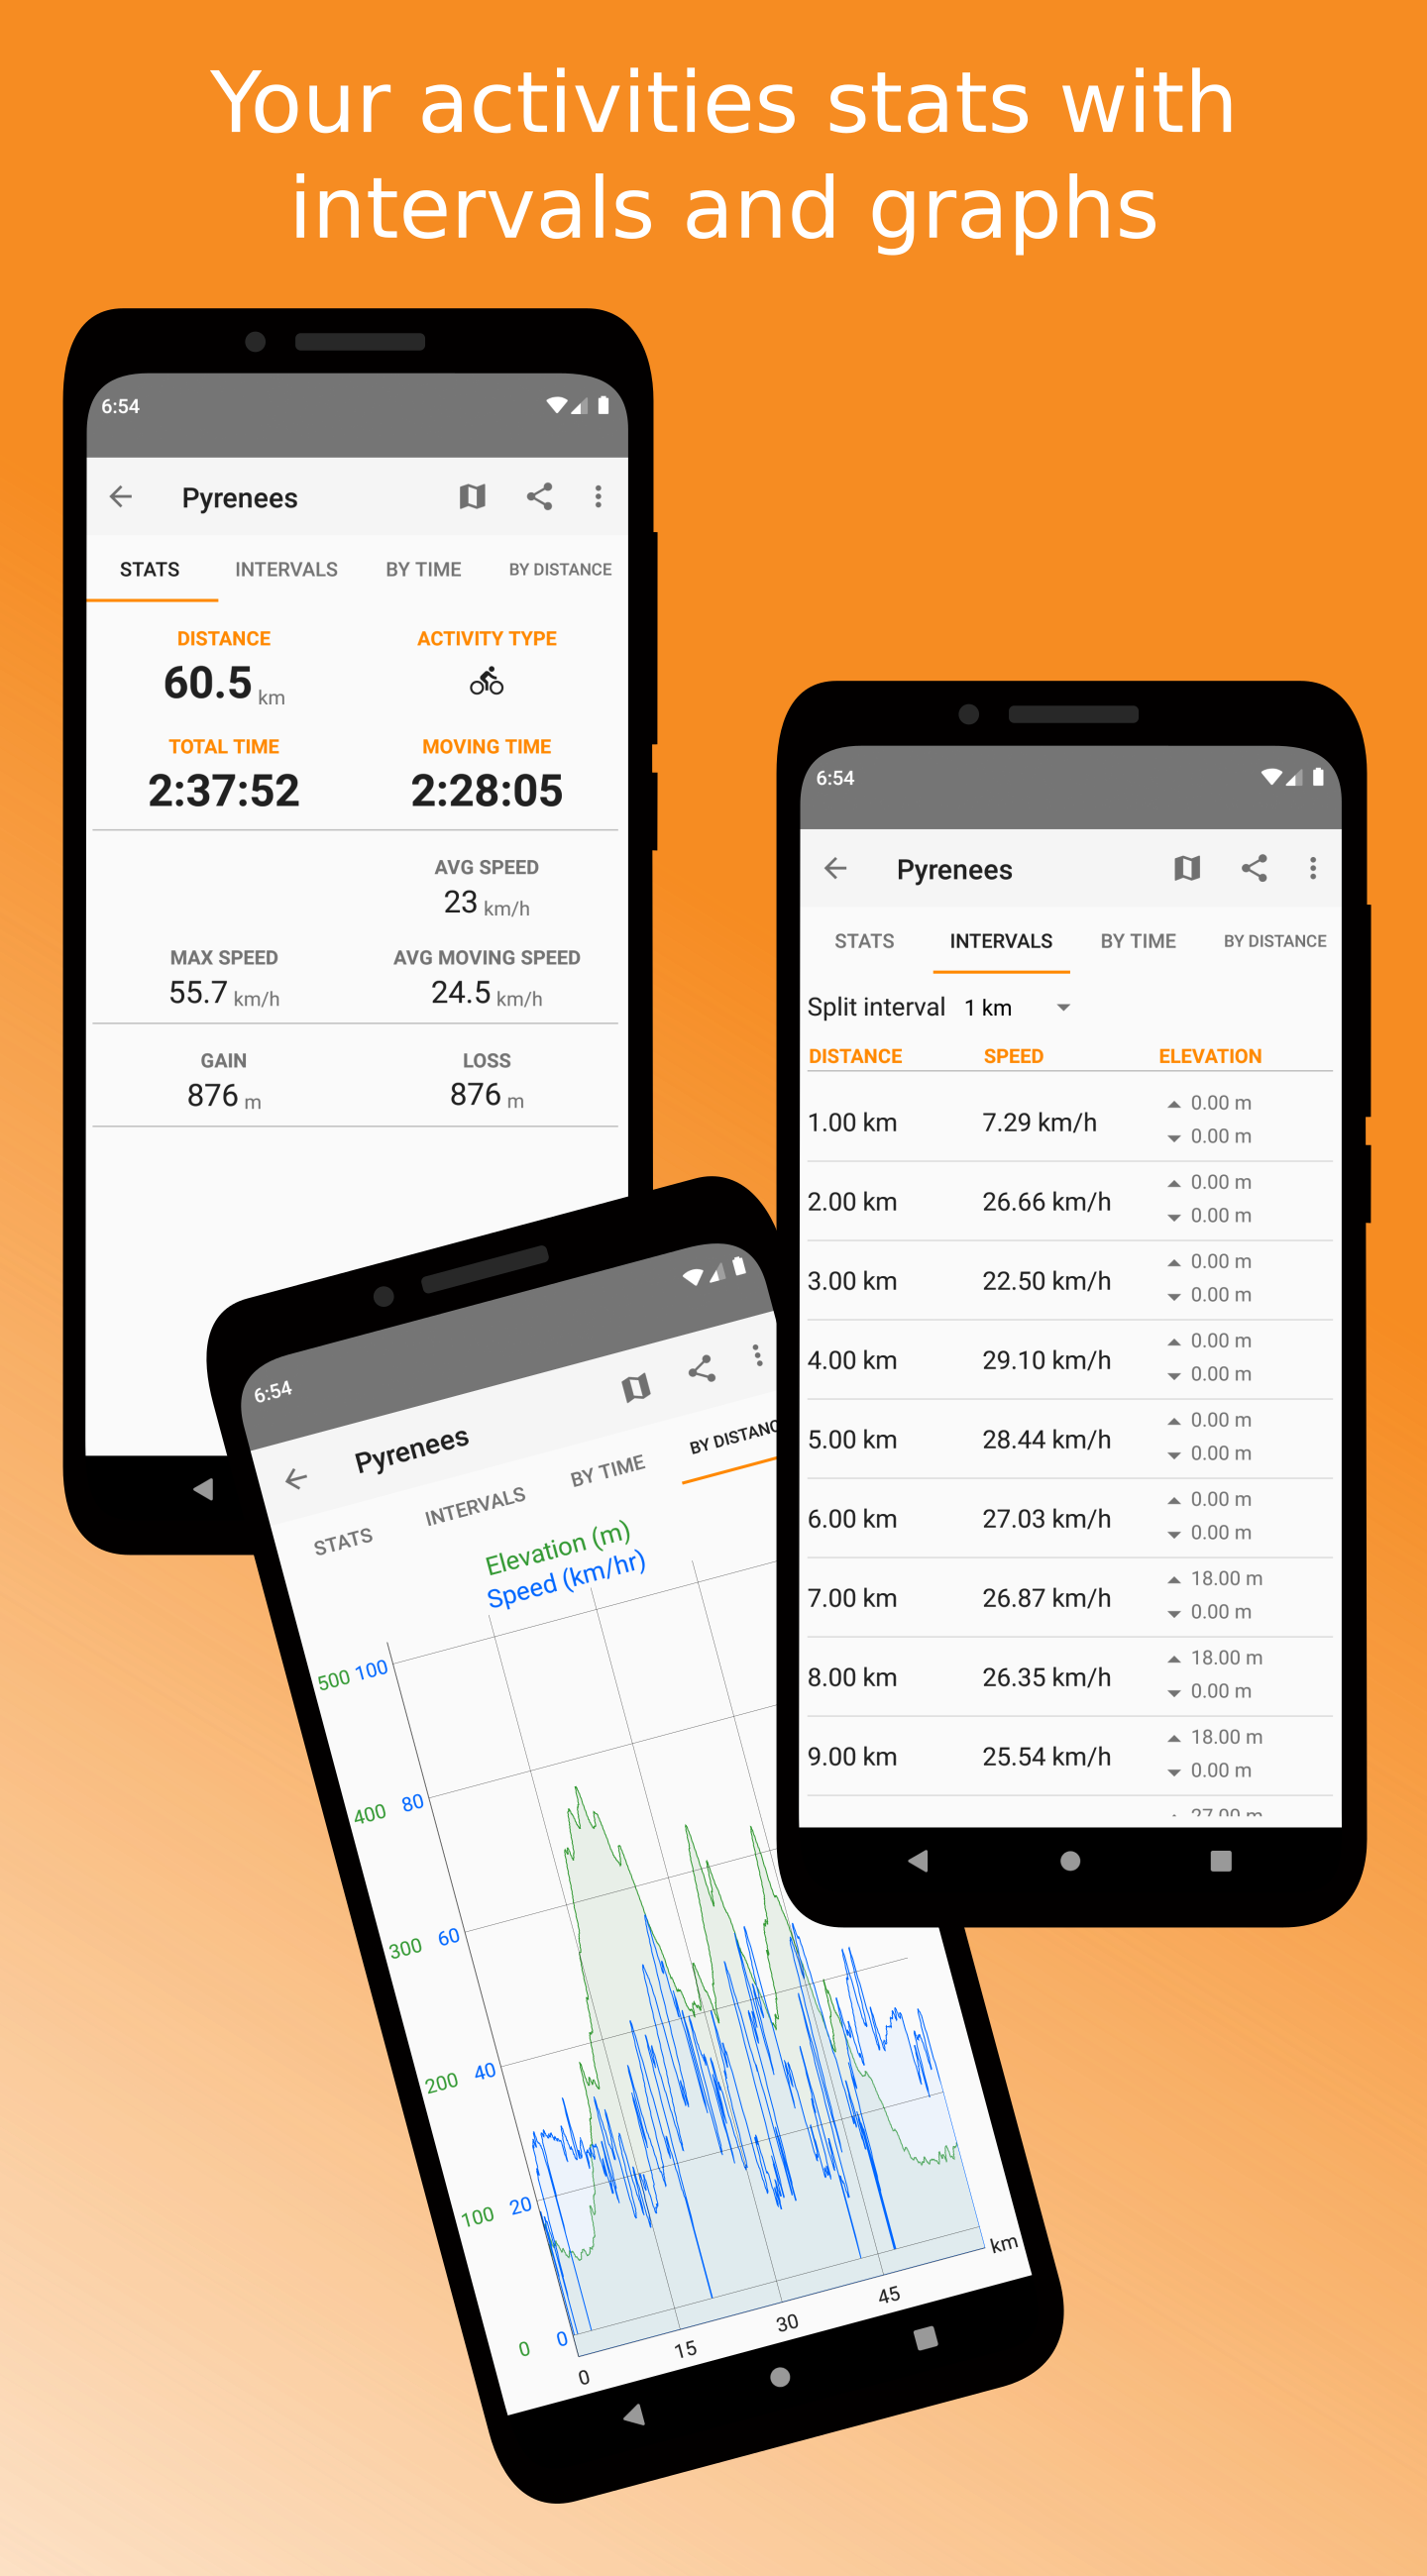 Your activities stats with
intervals and graphs
6:54
Pyrenees
STATS INTERVALS BY TIME BY DISTANCE
DISTANCE ACTIVITY TYPE
60.5 km
TOTAL TIME MOVING TIME
2:37:52 2:28:05
AVG SPEED
23 km/h
MAX SPEED AVG MOVING SPEED
55.7 km/h 24.5 km/h
GAIN LOSS
876 m 876 m
6:54
Pyrenees
STATS INTERVALS BY TIME BY DISTANCE
Split interval 1 km
DISTANCE SPEED ELEVATION
0.00 m
1.00 km 7.29 km/h
0.00 m
0.00 m
2.00 km 26.66 km/h
0.00 m
0.00 m
3.00 km 22.50 km/h
0.00 m
0.00 m
4.00 km 29.10 km/h
0.00 m
0.00 m
5.00 km 28.44 km/h
0.00 m
0.00 m
6.00 km 27.03 km/h
0.00 m
18.00 m
7.00 km 26.87 km/h
0.00 m
18.00 m
8.00 km 26.35 km/h
0.00 m
18.00 m
9.00 km 25.54 km/h
0.00 m
27.00 m
6:54
Pyrenees
STATS INTERVALS BY TIME BY DISTANC
Elevation (m)
Speed (km/hr)
500 100
400 80
300 60
200 40
100 20
0 0
0 15 30 45 km